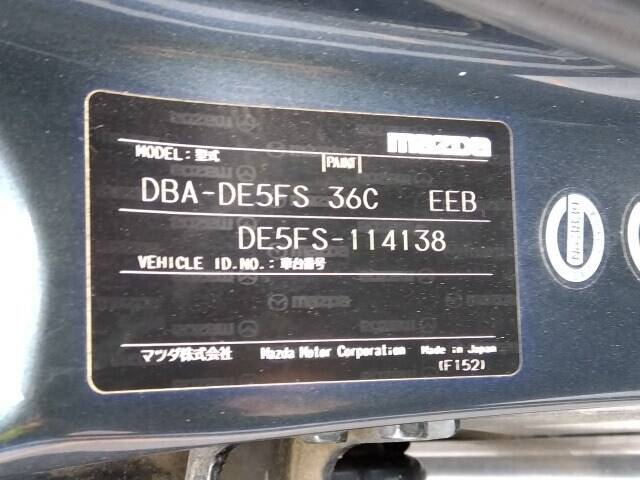 mazda
MODEL:型式 PAINT
DBA-DE5FS 36C EEB
DE5FS-114138
VEHICLE ID.NO.:車台番号
マツダ株式会社 Mazda Motor Corporation Made in Japan
(F152)